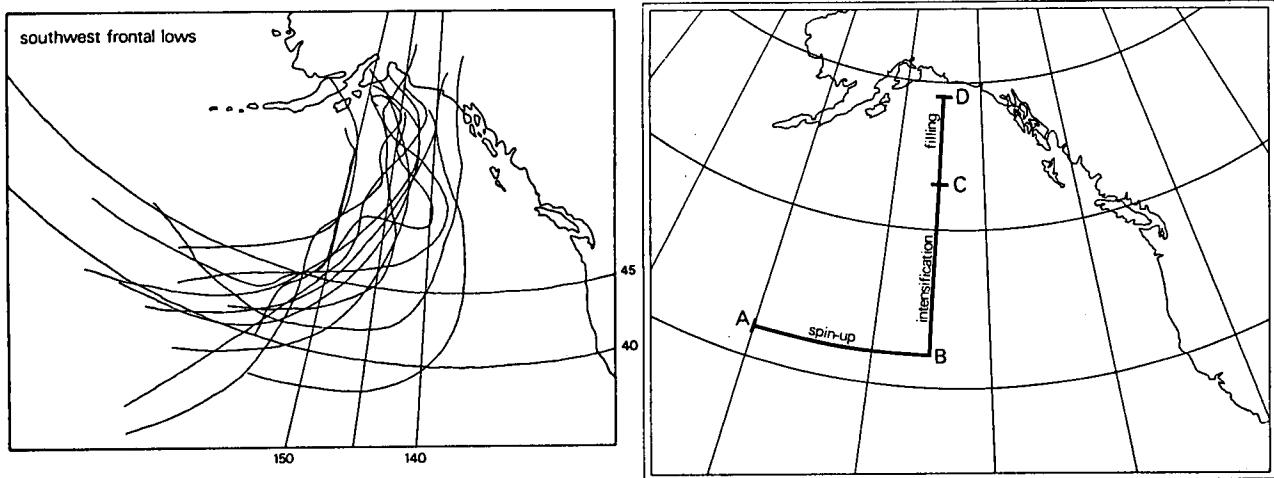 southwest frontal lows
45
40
150
140
D
filling
C
intensification
A
spin-up
B